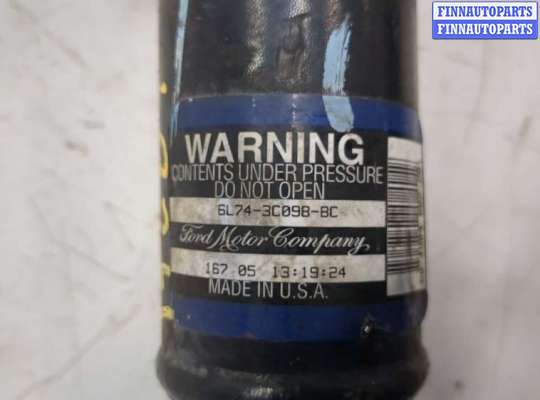 FINNAUTOPARTS
FINNAUTOPARTS
WARNING
CONTENTS UNDER PRESSURE
DO NOT OPEN
6L74-3C098-BC
Ford Motor Company
167 05 13:19:24
MADE IN U.S.A.